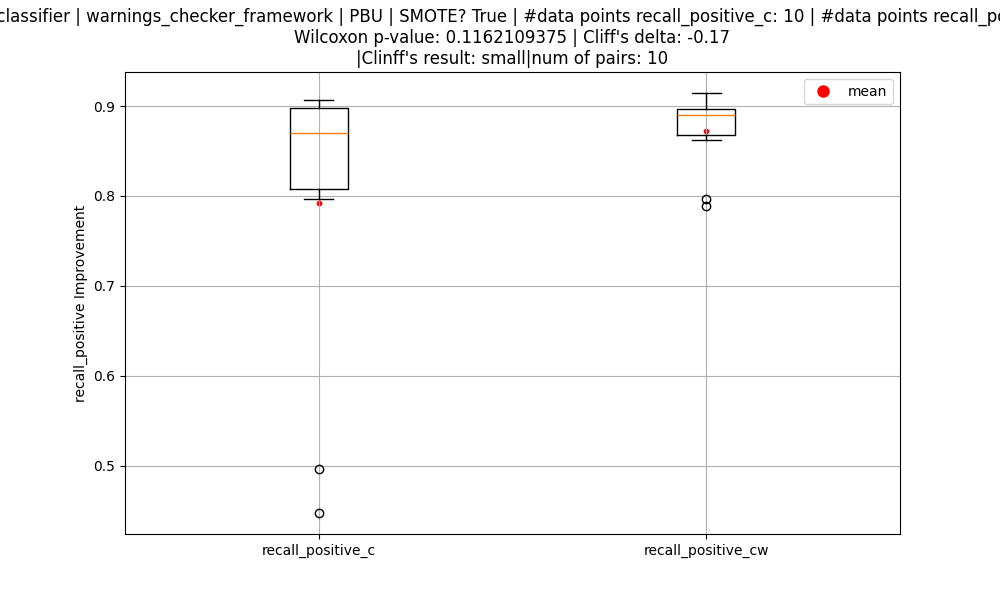 classifier | warnings_checker_framework | PBU | SMOTE? True | #data points recall_positive_c: 10 | #data points
Wilcoxon p-value: 0.1162109375 | Cliff's delta: -0.17
|Clinff's result: small|num of pairs: 10
mean
0.9
0.8
0.7
0.6
0.5
recall_positive Improvement
recall_positive_c
recall_positive_cw